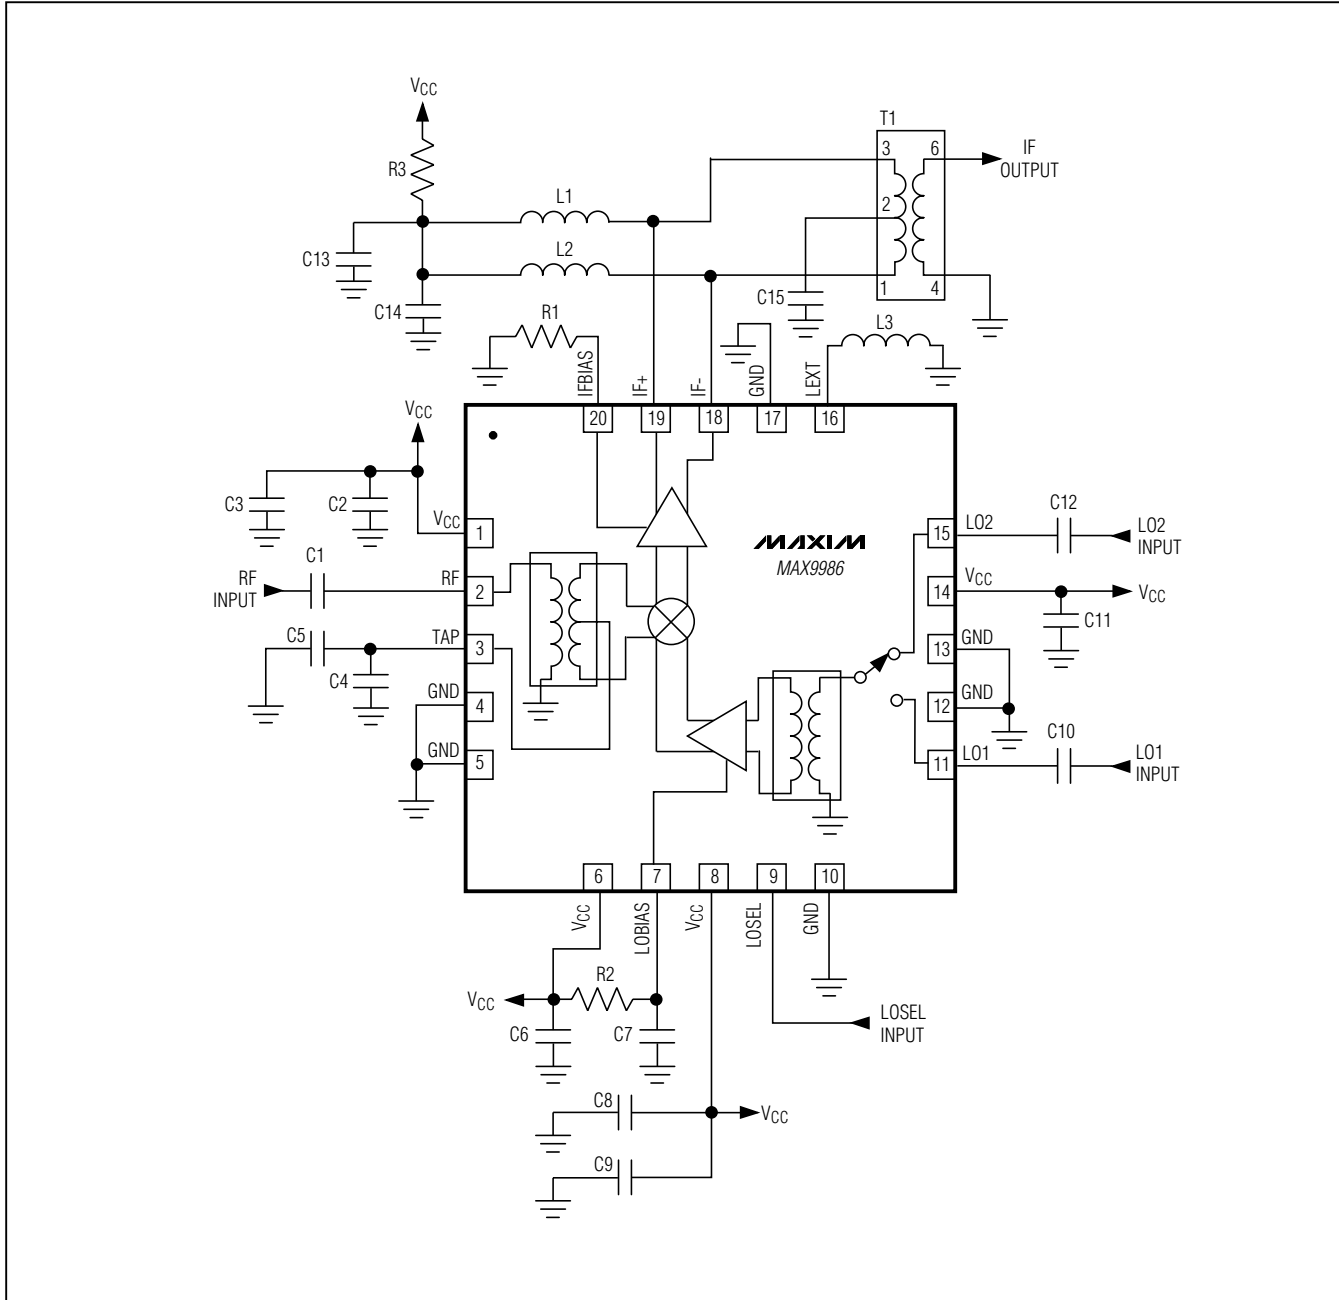 VCC
R3
L1
L2
C13
C14
R1
T1
3
6
2
1
4
IF
OUTPUT
C15
L3
IFBIAS
IF+
IF-
GND
LEXT
20
19
18
17
16
VCC
C3
C2
VCC
1
C1
RF
INPUT
RF
2
C5
TAP
3
C4
GND
4
GND
5
MAXIM
MAX9986
15
LO2
C12
LO2
INPUT
14
VCC
VCC
C11
13
GND
12
GND
11
LO1
C10
LO1
INPUT
6
7
8
9
10
VCC
LOBIAS
VCC
LOSEL
GND
VCC
R2
C6
C7
LOSEL
INPUT
C8
VCC
C9